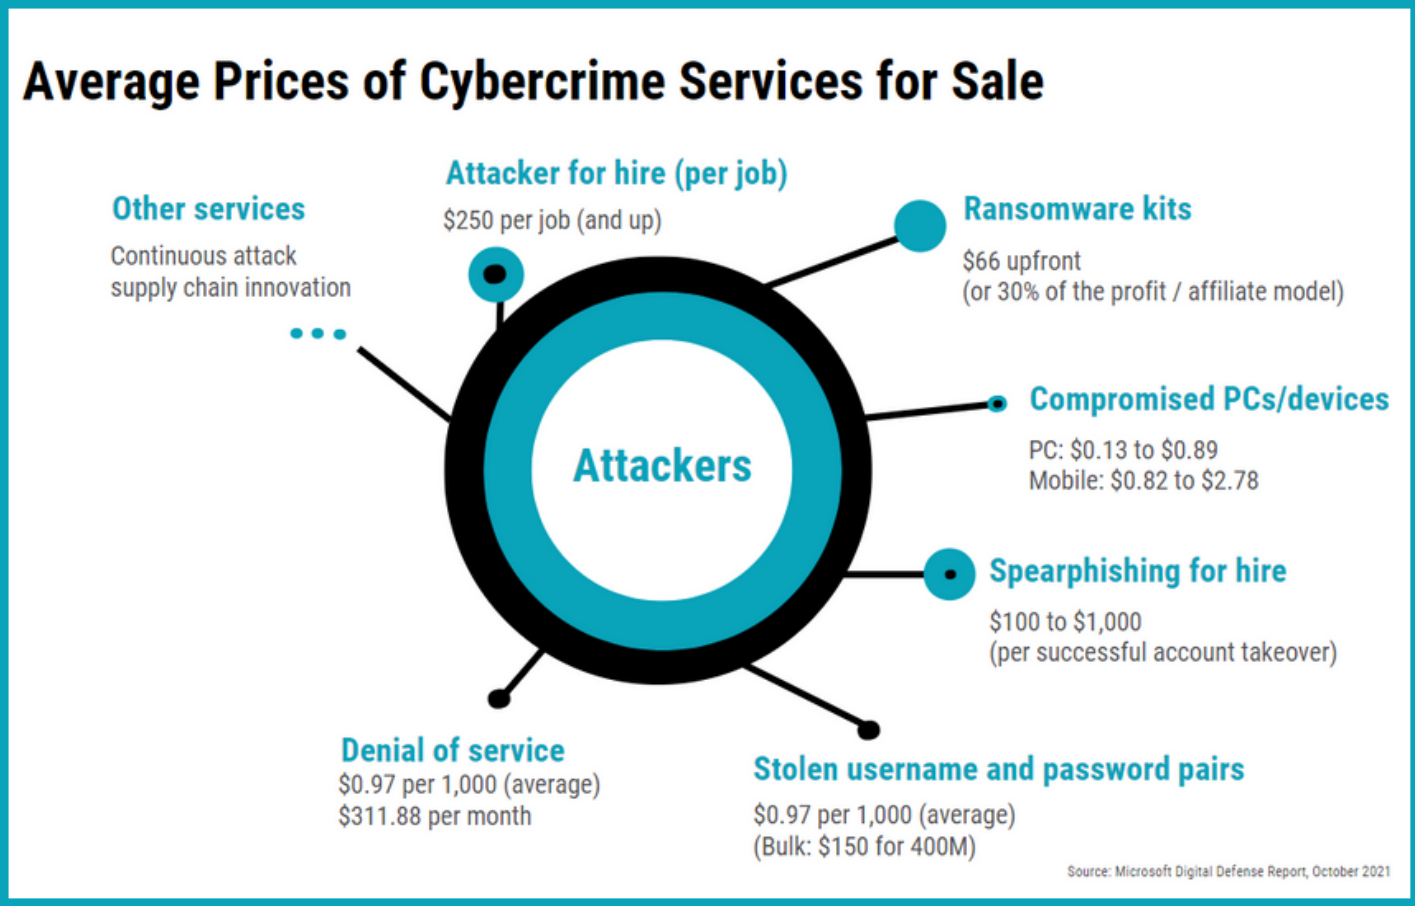 Average Prices of Cybercrime Services for Sale
Other services
Continuous attack
supply chain innovation
Attacker for hire (per job)
$250 per job (and up)
Ransomware kits
$66 upfront
(or 30% of the profit / affiliate model)
Compromised PCs/devices
PC: $0.13 to $0.89
Mobile: $0.82 to $2.78
Attackers
Spearphishing for hire
$100 to $1,000
(per successful account takeover)
Denial of service
$0.97 per 1,000 (average)
$311.88 per month
Stolen username and password pairs
$0.97 per 1,000 (average)
(Bulk: $150 for 400M)
Source: Microsoft Digital Defense Report, October 2021